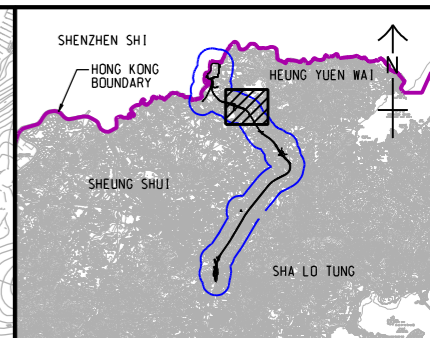 SHENZHEN SHI
HONG KONG
BOUNDARY
HEUNG YUEN WAI
N
SHEUNG SHUI
SHA LO TUNG